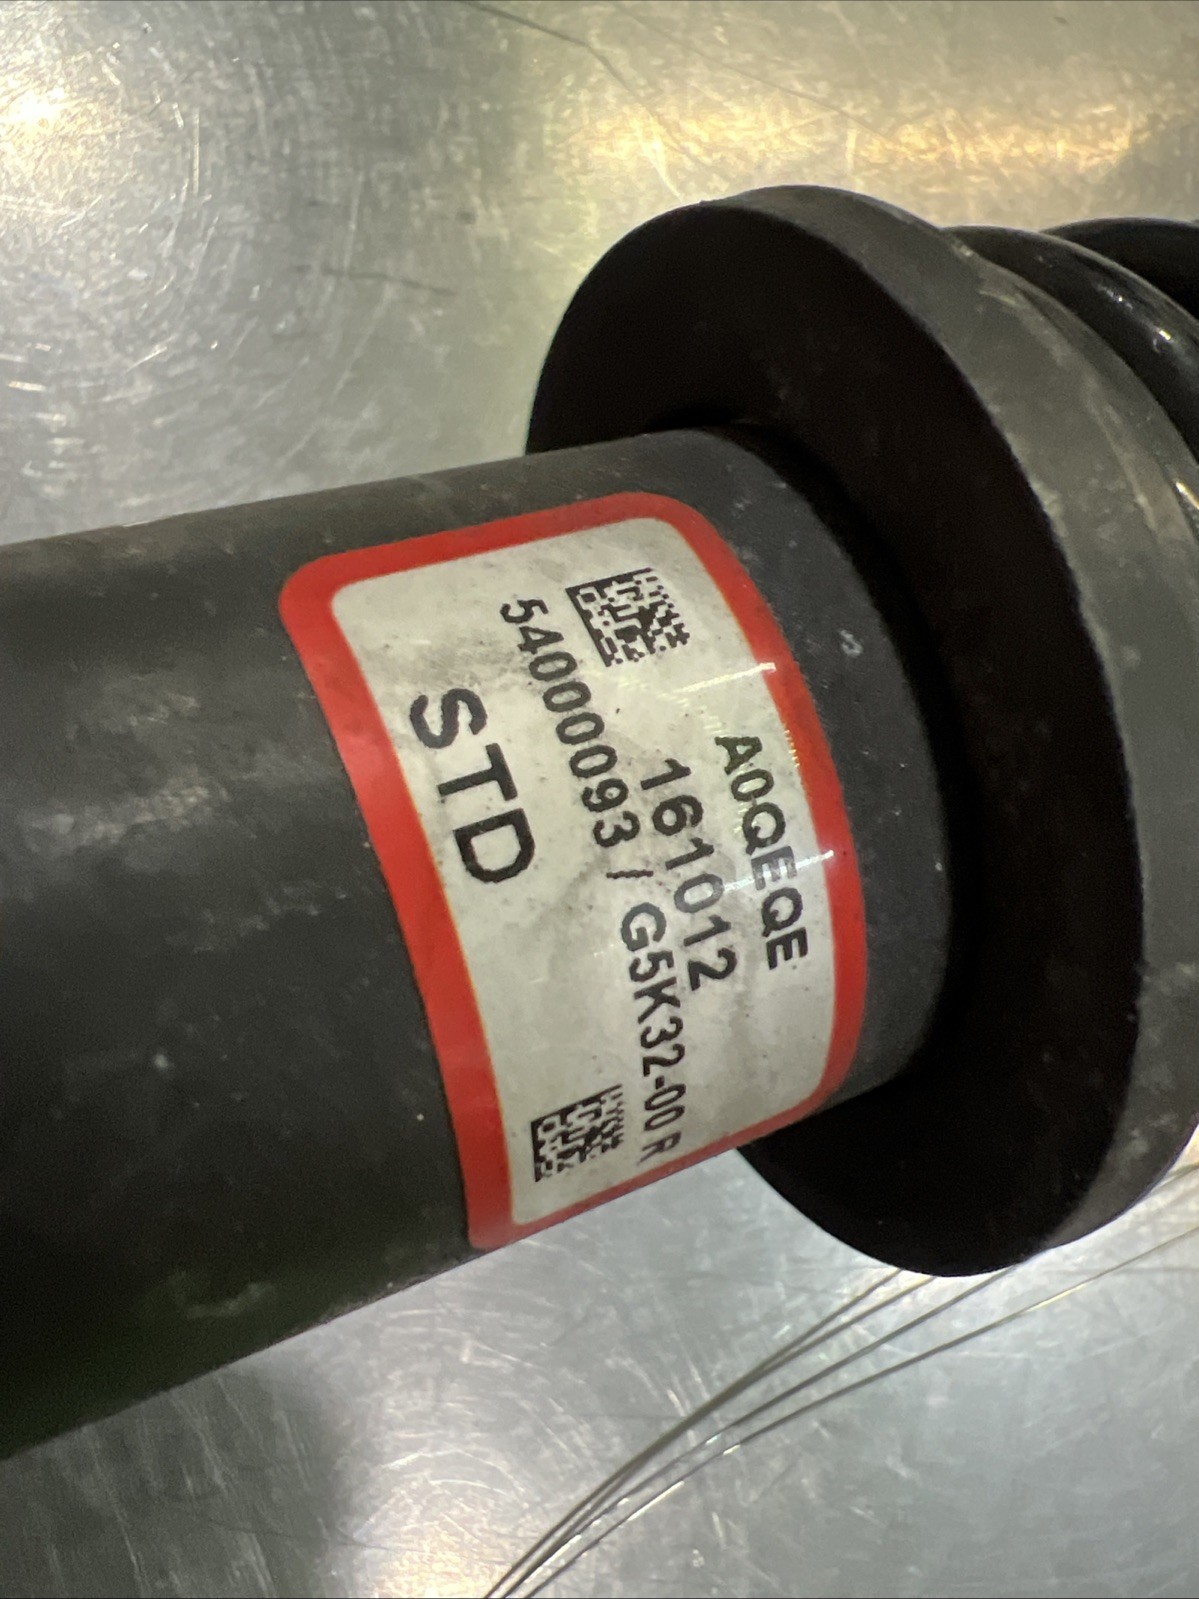 A0QEQE
161012
54000093 / G5K32-00 R
STD